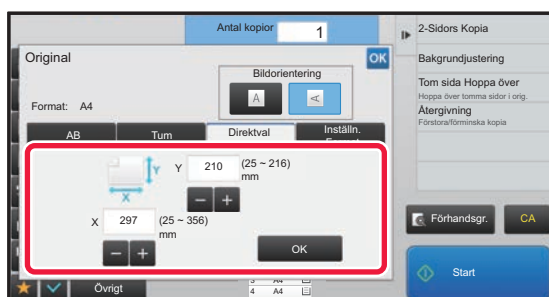 Antal kopior 1
Original
OK
Bildorientering
A A
Format: A4
AB Tum Direktval Inställn.
Y
X
Y 210 (25 ~ 216)
mm
X 297 (25 ~ 356)
mm
OK
Övrigt
3 A4
4 A4
2-Sidors Kopia
Bakgrundjustering
Tom sida Hoppa över
Hoppa över tomma sidor i orig.
Återgivning
Förstora/förminska kopia
Förhandsgr. CA
Start